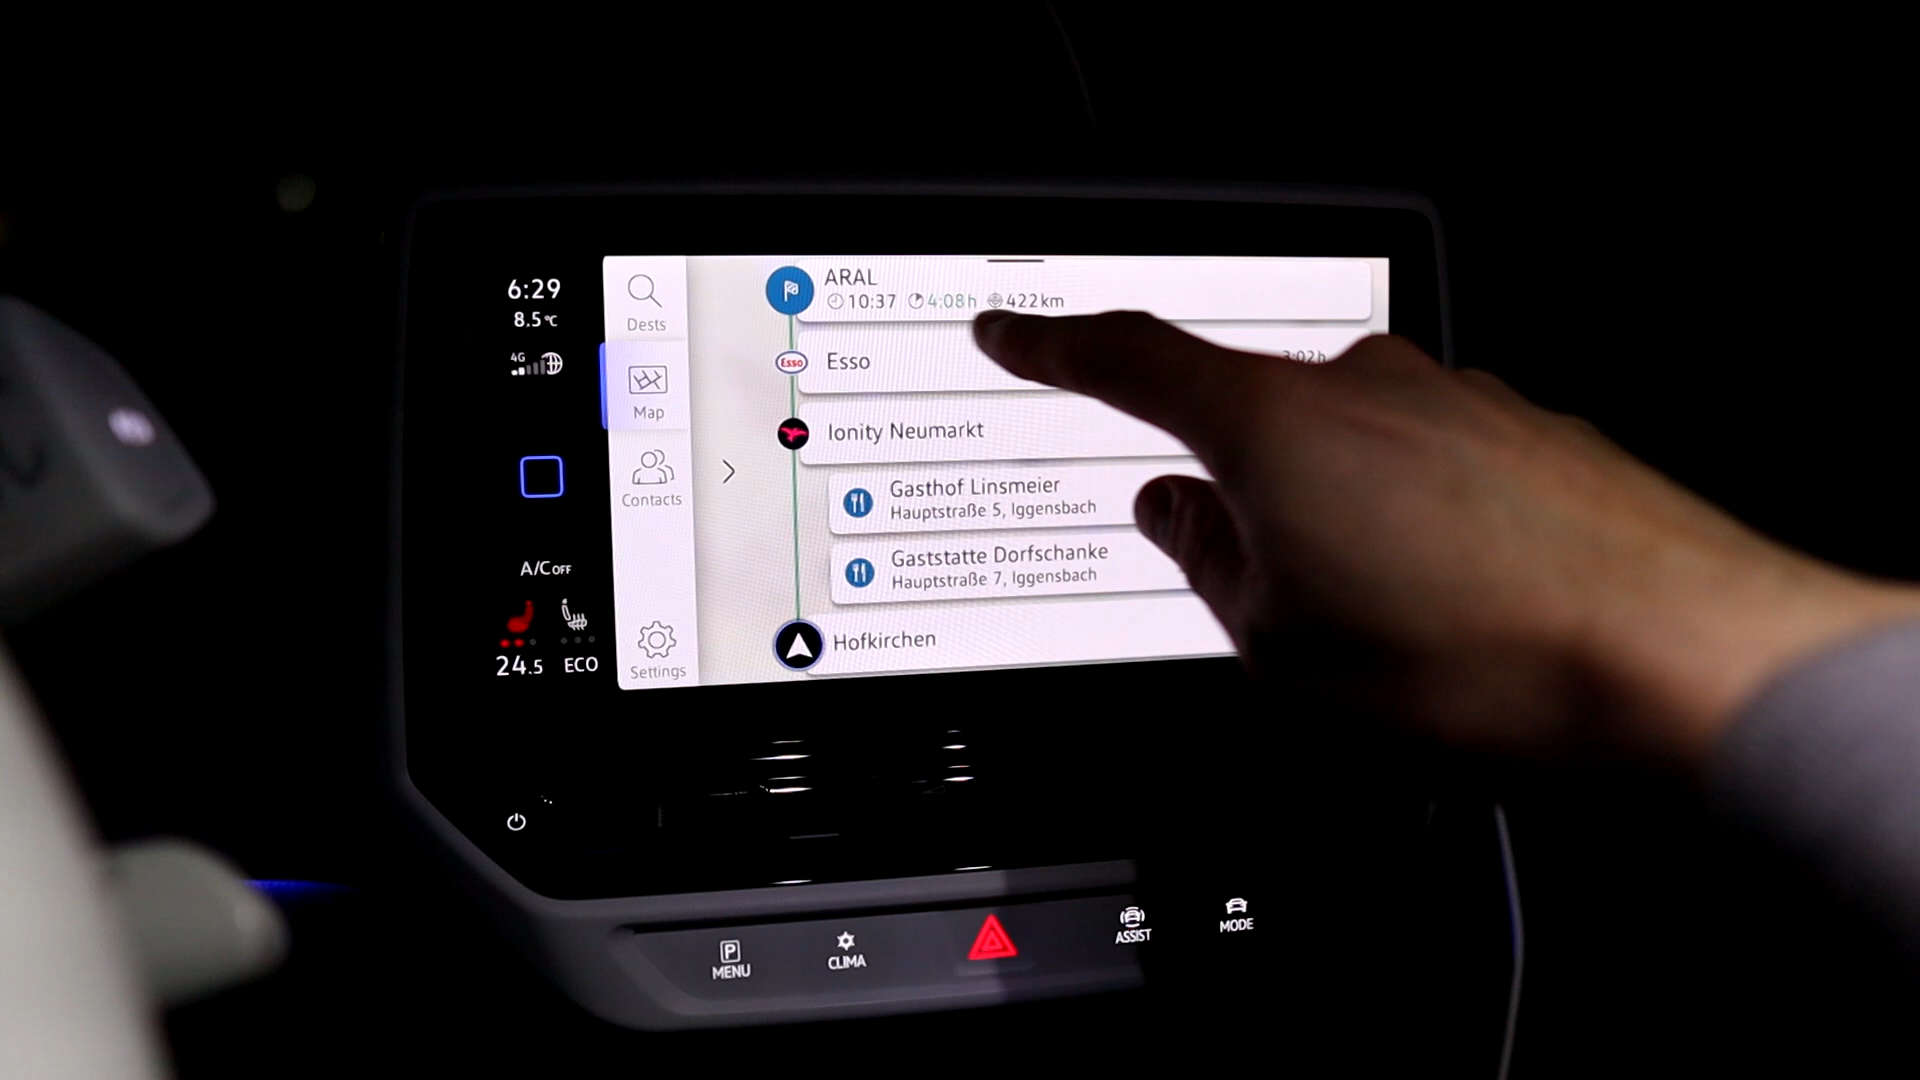 6:29
8.5°C
4G
A/C OFF
24.5
ECO
Dests
Map
Contacts
Settings
ARAL
10:37 4:08h 422km
Esso
Esso
3:02h
Ionity Neumarkt
Gasthof Linsmeier
Hauptstraße 5, Iggensbach
Gaststatte Dorfschanke
Hauptstraße 7, Iggensbach
Hofkirchen
P
MENU
CLIMA
ASSIST
MODE